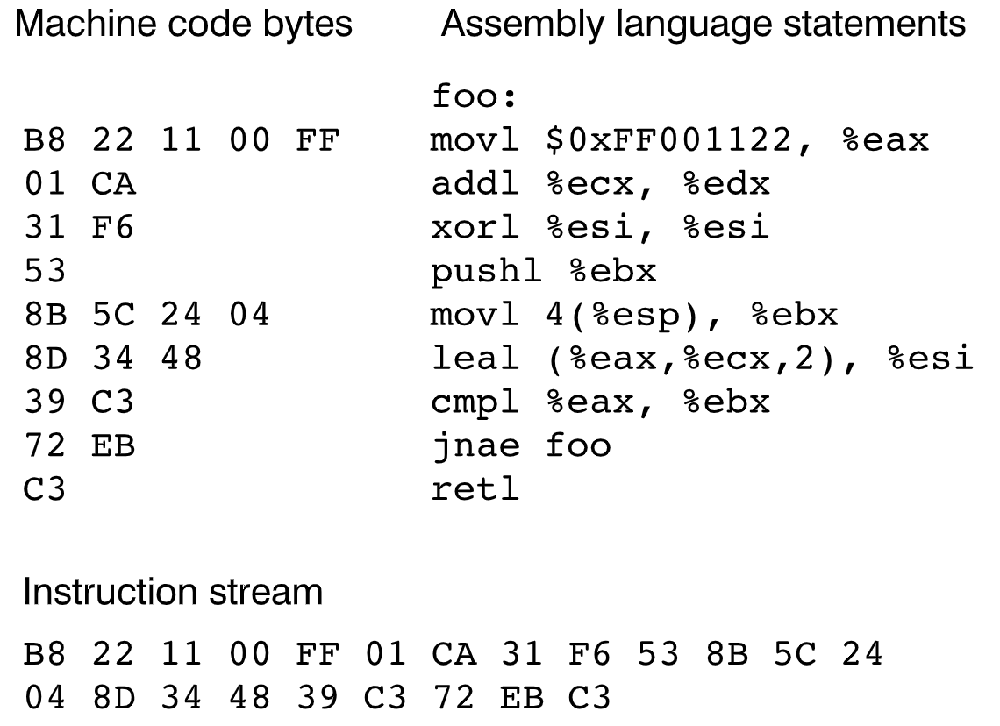 Machine code bytes Assembly language statements
foo:
B8 22 11 00 FF movl $0xFF001122, %eax
01 CA addl %ecx, %edx
31 F6 xorl %esi, %esi
53 pushl %ebx
8B 5C 24 04 movl 4(%esp), %ebx
8D 34 48 leal (%eax,%ecx,2), %esi
39 C3 cmpl %eax, %ebx
72 EB jnae foo
C3 retl
Instruction stream
B8 22 11 00 FF 01 CA 31 F6 53 8B 5C 24
04 8D 34 48 39 C3 72 EB C3